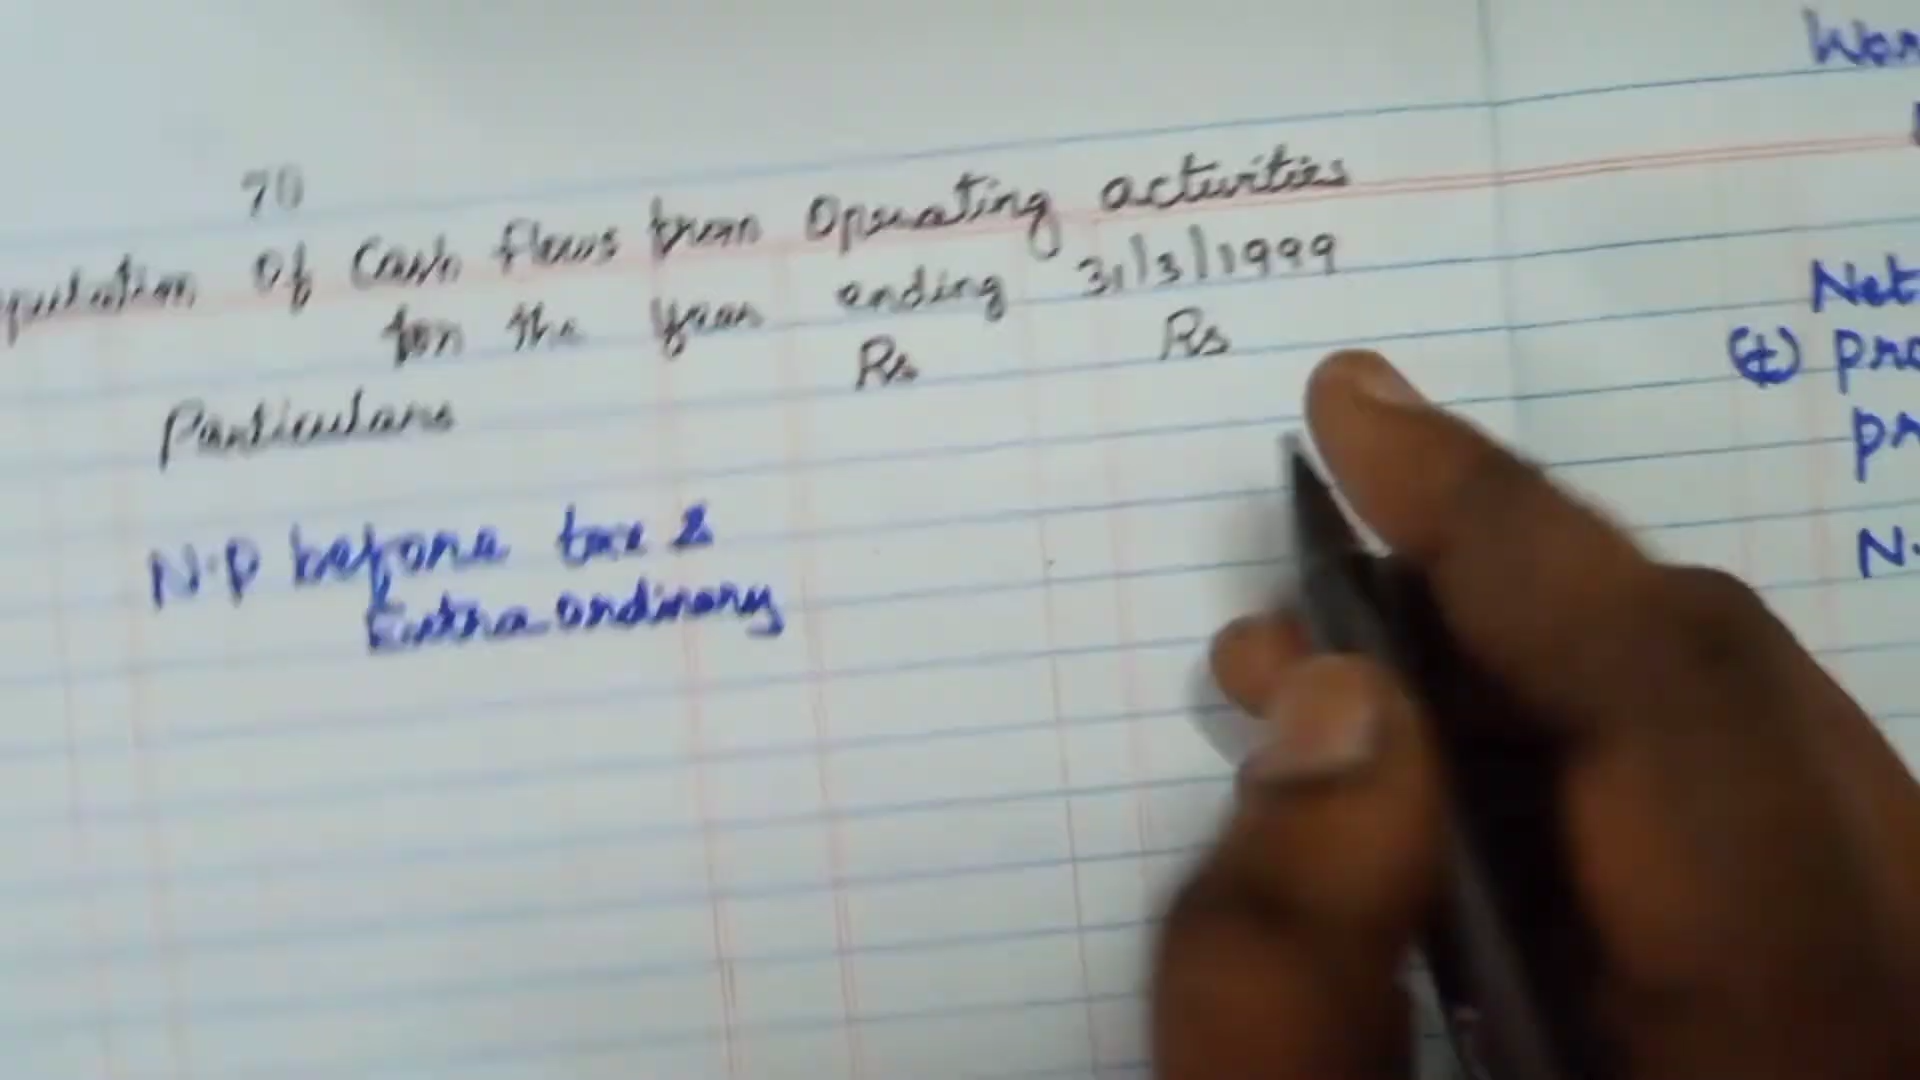 70
of Cash flows from Operating activities
for the year ending 31/3/1999
Particulars Rs Rs
N.P before tax &
Extra ordinary
Net
(+) pro
pr
N.